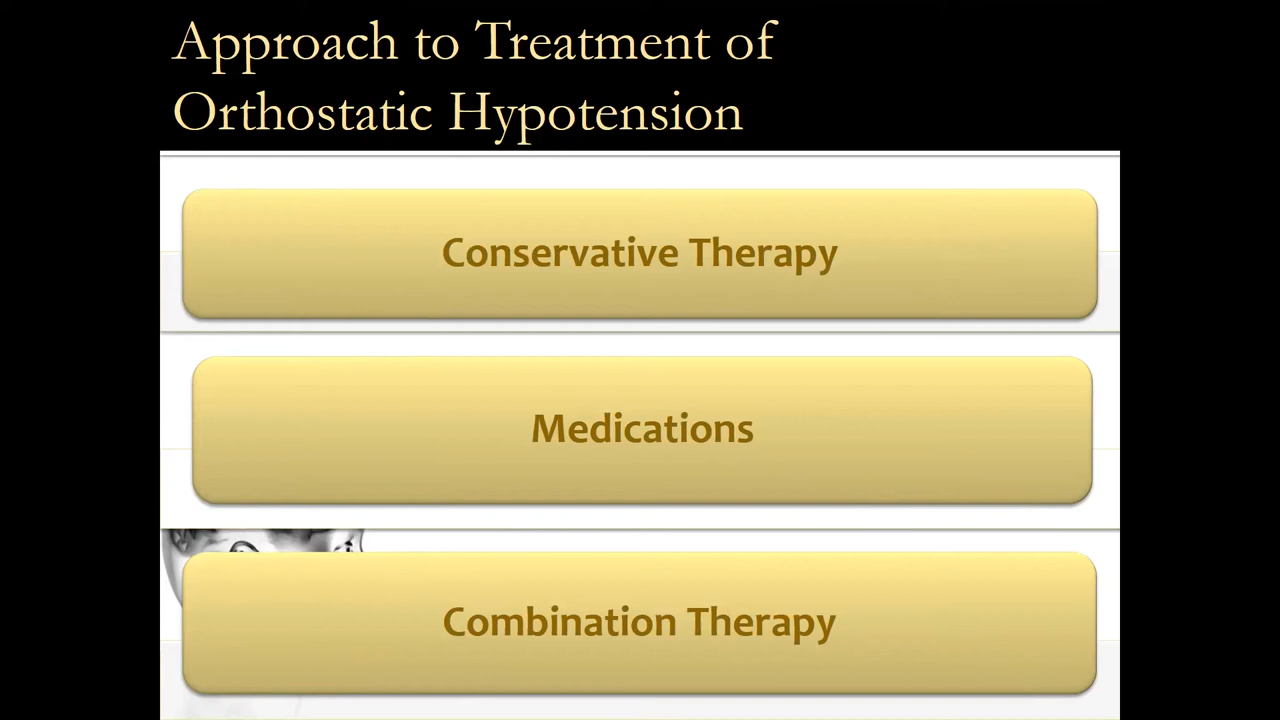 Approach to Treatment of
Orthostatic Hypotension
Conservative Therapy
Medications
Combination Therapy